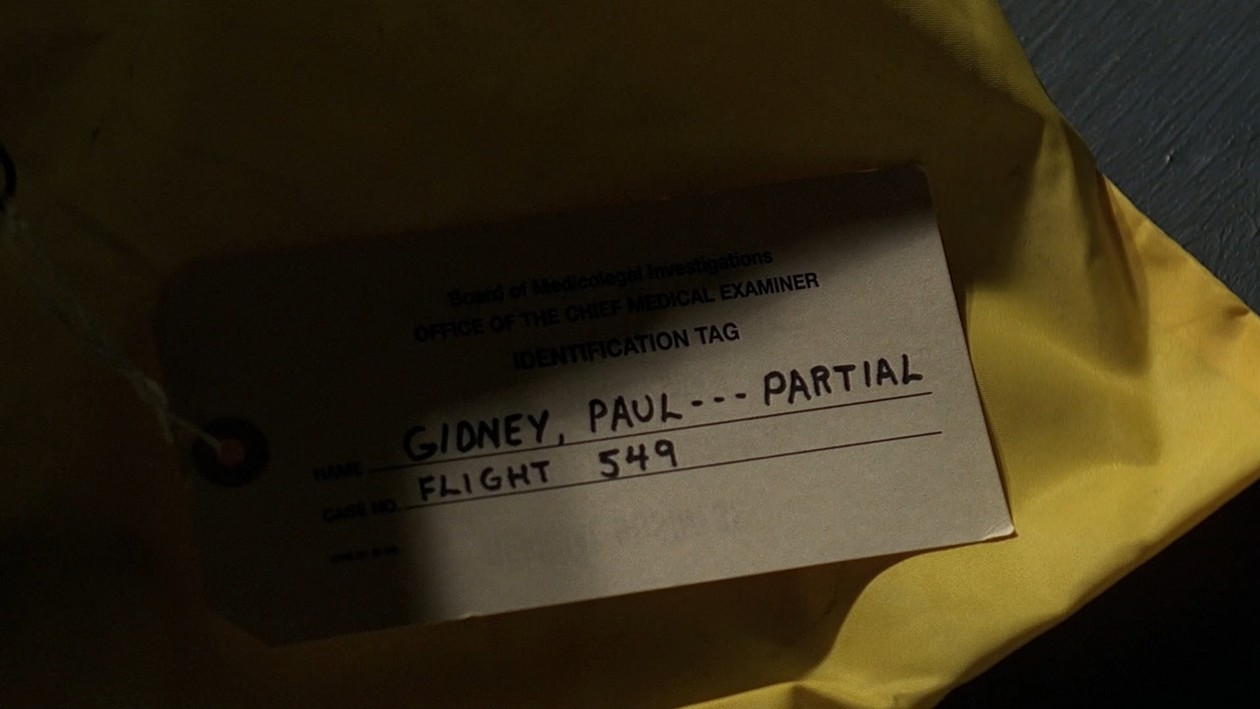 Board of Medicolegal Investigations
OFFICE OF THE CHIEF MEDICAL EXAMINER
IDENTIFICATION TAG
NAME GIDNEY, PAUL --- PARTIAL
CASE NO. FLIGHT 549